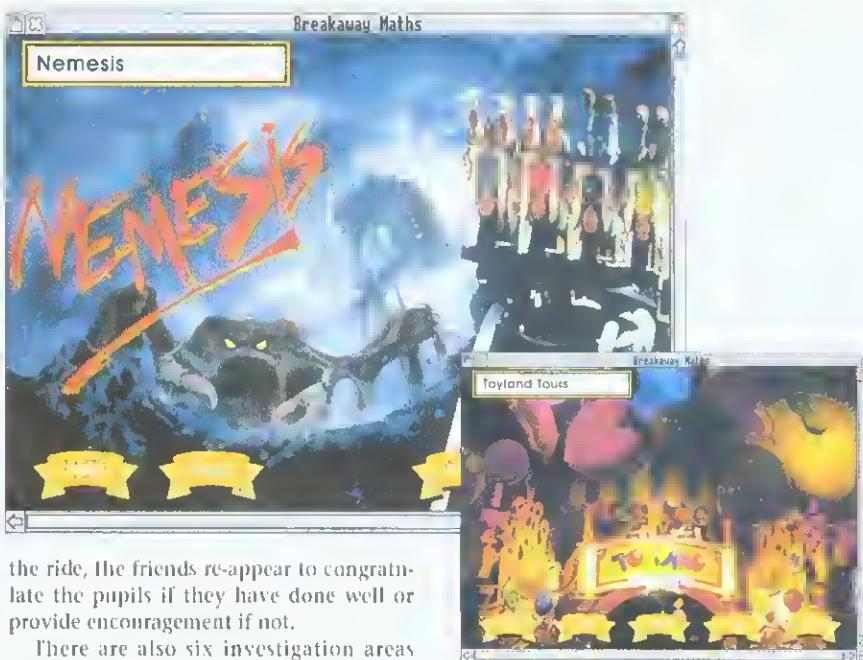 Breakaway Maths
Nemesis
NEMESIS
Breakaway Maths
Toyland Tours
the ride, the friends re-appear to congratu-
late the pupils if they have done well or
provide encouragement if not.
There are also six investigation areas